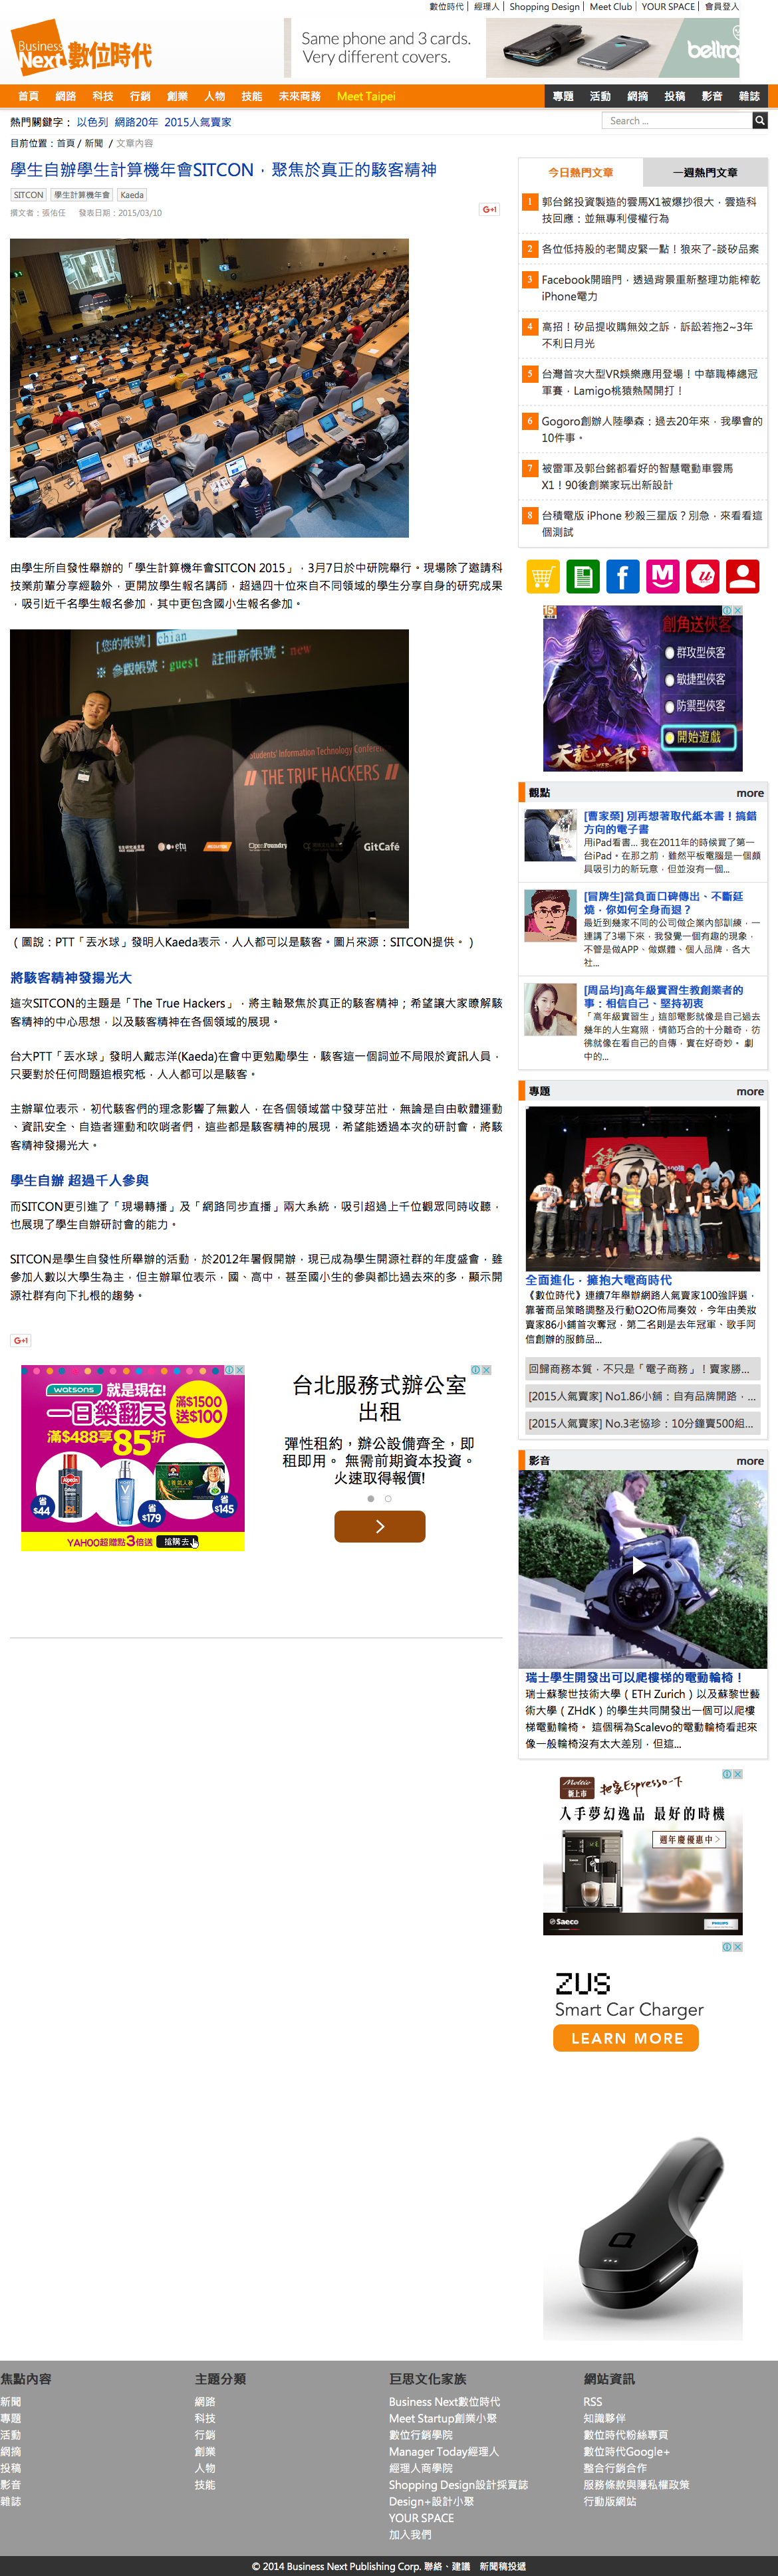 數位時代 | 經理人 | Shopping Design | Meet Club | YOUR SPACE | 會員登入
Business Next 數位時代
Same phone and 3 cards.
Very different covers.
bellroy
首頁 網路 科技 行銷 創業 人物 技能 未來商務 Meet Taipei 專題 活動 網摘 投稿 影音 雜誌
熱門關鍵字： 以色列 網路20年 2015人氣賣家
Search ...
目前位置：首頁 / 新聞 / 文章內容
學生自辦學生計算機年會SITCON，聚焦於真正的駭客精神
SITCON 學生計算機年會 Kaeda
撰文者：張佑任 發表日期：2015/03/10
G+1
由學生所自發性舉辦的「學生計算機年會SITCON 2015」，3月7日於中研院舉行。現場除了邀請科
技業前輩分享經驗外，更開放學生報名講師，超過四十位來自不同領域的學生分享自身的研究成果
，吸引近千名學生報名參加，其中更包含國小生報名參加。
[您的帳號] chian
※ 參觀帳號：guest 註冊新帳號：new
Students' Information Technology Conference
// THE TRUE HACKERS //
GitCafé
（圖說：PTT「丟水球」發明人Kaeda表示，人人都可以是駭客。圖片來源：SITCON提供。）
將駭客精神發揚光大
這次SITCON的主題是「The True Hackers」，將主軸聚焦於真正的駭客精神；希望讓大家瞭解駭
客精神的中心思想，以及駭客精神在各個領域的展現。
台大PTT「丟水球」發明人戴志洋(Kaeda)在會中更勉勵學生，駭客這一個詞並不局限於資訊人員，
只要對於任何問題追根究柢，人人都可以是駭客。
主辦單位表示，初代駭客們的理念影響了無數人，在各個領域當中發芽茁壯，無論是自由軟體運動
、資訊安全、自造者運動和吹哨者們，這些都是駭客精神的展現，希望能透過本次的研討會，將駭
客精神發揚光大。
學生自辦 超過千人參與
而SITCON更引進了「現場轉播」及「網路同步直播」兩大系統，吸引超過上千位觀眾同時收聽，
也展現了學生自辦研討會的能力。
SITCON是學生自發性所舉辦的活動，於2012年暑假開辦，現已成為學生開源社群的年度盛會，雖
參加人數以大學生為主，但主辦單位表示，國、高中，甚至國小生的參與都比過去來的多，顯示開
源社群有向下扎根的趨勢。
G+1
watsons 就是現在!
一日樂翻天
滿$488享85折
滿$1500
送$100
省$44
省$179
省$145
YAHOO超贈點3倍送 搶購去
台北服務式辦公室
出租
彈性租約，辦公設備齊全，即
租即用。 無需前期資本投資。
火速取得報價!
今日熱門文章 一週熱門文章
1 郭台銘投資製造的雲馬X1被爆抄很大，雲造科
技回應：並無專利侵權行為
2 各位低持股的老闆皮緊一點！狼來了-談矽品案
3 Facebook開暗門，透過背景重新整理功能榨乾
iPhone電力
4 高招！矽品提收購無效之訴，訴訟若拖2~3年
不利日月光
5 台灣首次大型VR娛樂應用登場！中華職棒總冠
軍賽，Lamigo桃猿熱鬧開打！
6 Gogoro創辦人陸學森：過去20年來，我學會的
10件事。
7 被雷軍及郭台銘都看好的智慧電動車雲馬
X1！90後創業家玩出新設計
8 台積電版 iPhone 秒殺三星版？別急，來看看這
個測試
創角送俠客
群攻型俠客
敏捷型俠客
防禦型俠客
開始遊戲
天龍八部
觀點 more
[曹家榮] 別再想著取代紙本書！搞錯
方向的電子書
用iPad看書... 我在2011年的時候買了第一
台iPad。在那之前，雖然平板電腦是一個頗
具吸引力的新玩意，但並沒有一個...
[冒牌生]當負面口碑傳出、不斷延
燒，你如何全身而退？
最近到幾家不同的公司做企業內部訓練，一
連講了3場下來，我發覺一個有趣的現象，
不管是做APP、做媒體、個人品牌，各大
社...
[周品均]高年級實習生教創業者的
事：相信自己、堅持初衷
「高年級實習生」這部電影就像是自己過去
幾年的人生寫照，情節巧合的十分離奇，彷
彿就像在看自己的自傳，實在好奇妙。 劇
中的...
專題 more
全面進化，擁抱大電商時代
《數位時代》連續7年舉辦網路人氣賣家100強評選，
靠著商品策略調整及行動O2O佈局奏效，今年由美妝
賣家86小舖首次奪冠，第二名則是去年冠軍、歌手阿
信創辦的服飾品...
回歸商務本質，不只是「電子商務」！賣家勝...
[2015人氣賣家] No1.86小舖：自有品牌開路，...
[2015人氣賣家] No.3老協珍：10分鐘賣500組...
影音 more
瑞士學生開發出可以爬樓梯的電動輪椅！
瑞士蘇黎世技術大學（ETH Zurich）以及蘇黎世藝
術大學（ZHdK）的學生共同開發出一個可以爬樓
梯電動輪椅。 這個稱為Scalevo的電動輪椅看起來
像一般輪椅沒有太大差別，但這...
新上市 把家Espresso一下
人手夢幻逸品 最好的時機
週年慶優惠中 >
Saeco PHILIPS
ZUS
Smart Car Charger
LEARN MORE
焦點內容
新聞
專題
活動
網摘
投稿
影音
雜誌
主題分類
網路
科技
行銷
創業
人物
技能
巨思文化家族
Business Next數位時代
Meet Startup創業小聚
數位行銷學院
Manager Today經理人
經理人商學院
Shopping Design設計採買誌
Design+設計小聚
YOUR SPACE
加入我們
網站資訊
RSS
知識夥伴
數位時代粉絲專頁
數位時代Google+
整合行銷合作
服務條款與隱私權政策
行動版網站
© 2014 Business Next Publishing Corp. 聯絡、建議 新聞稿投遞